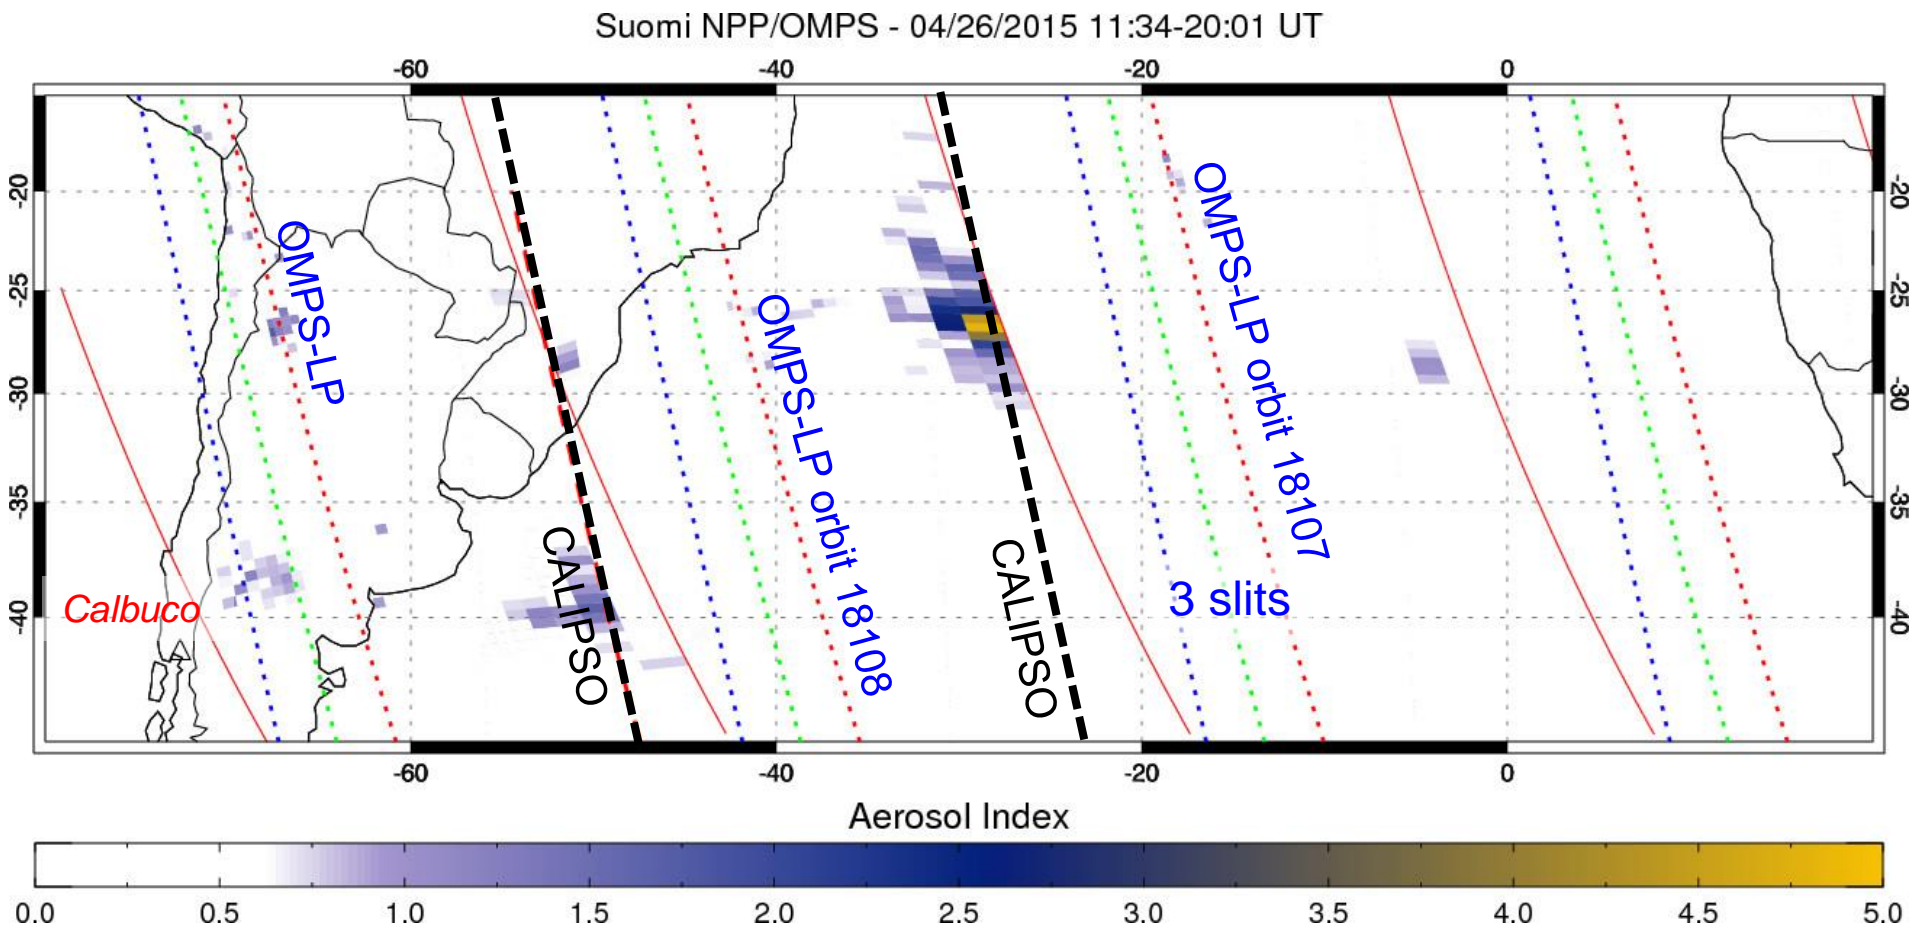 Suomi NPP/OMPS - 04/26/2015 11:34-20:01 UT
-60 -40 -20 0
-20 -20
-25 -25
-30 -30
-35 -35
-40 -40
OMPS-LP
OMPS-LP orbit 18108
OMPS-LP orbit 18107
CALIPSO
CALIPSO
3 slits
Calbuco
-60 -40 -20 0
Aerosol Index
0.0 0.5 1.0 1.5 2.0 2.5 3.0 3.5 4.0 4.5 5.0